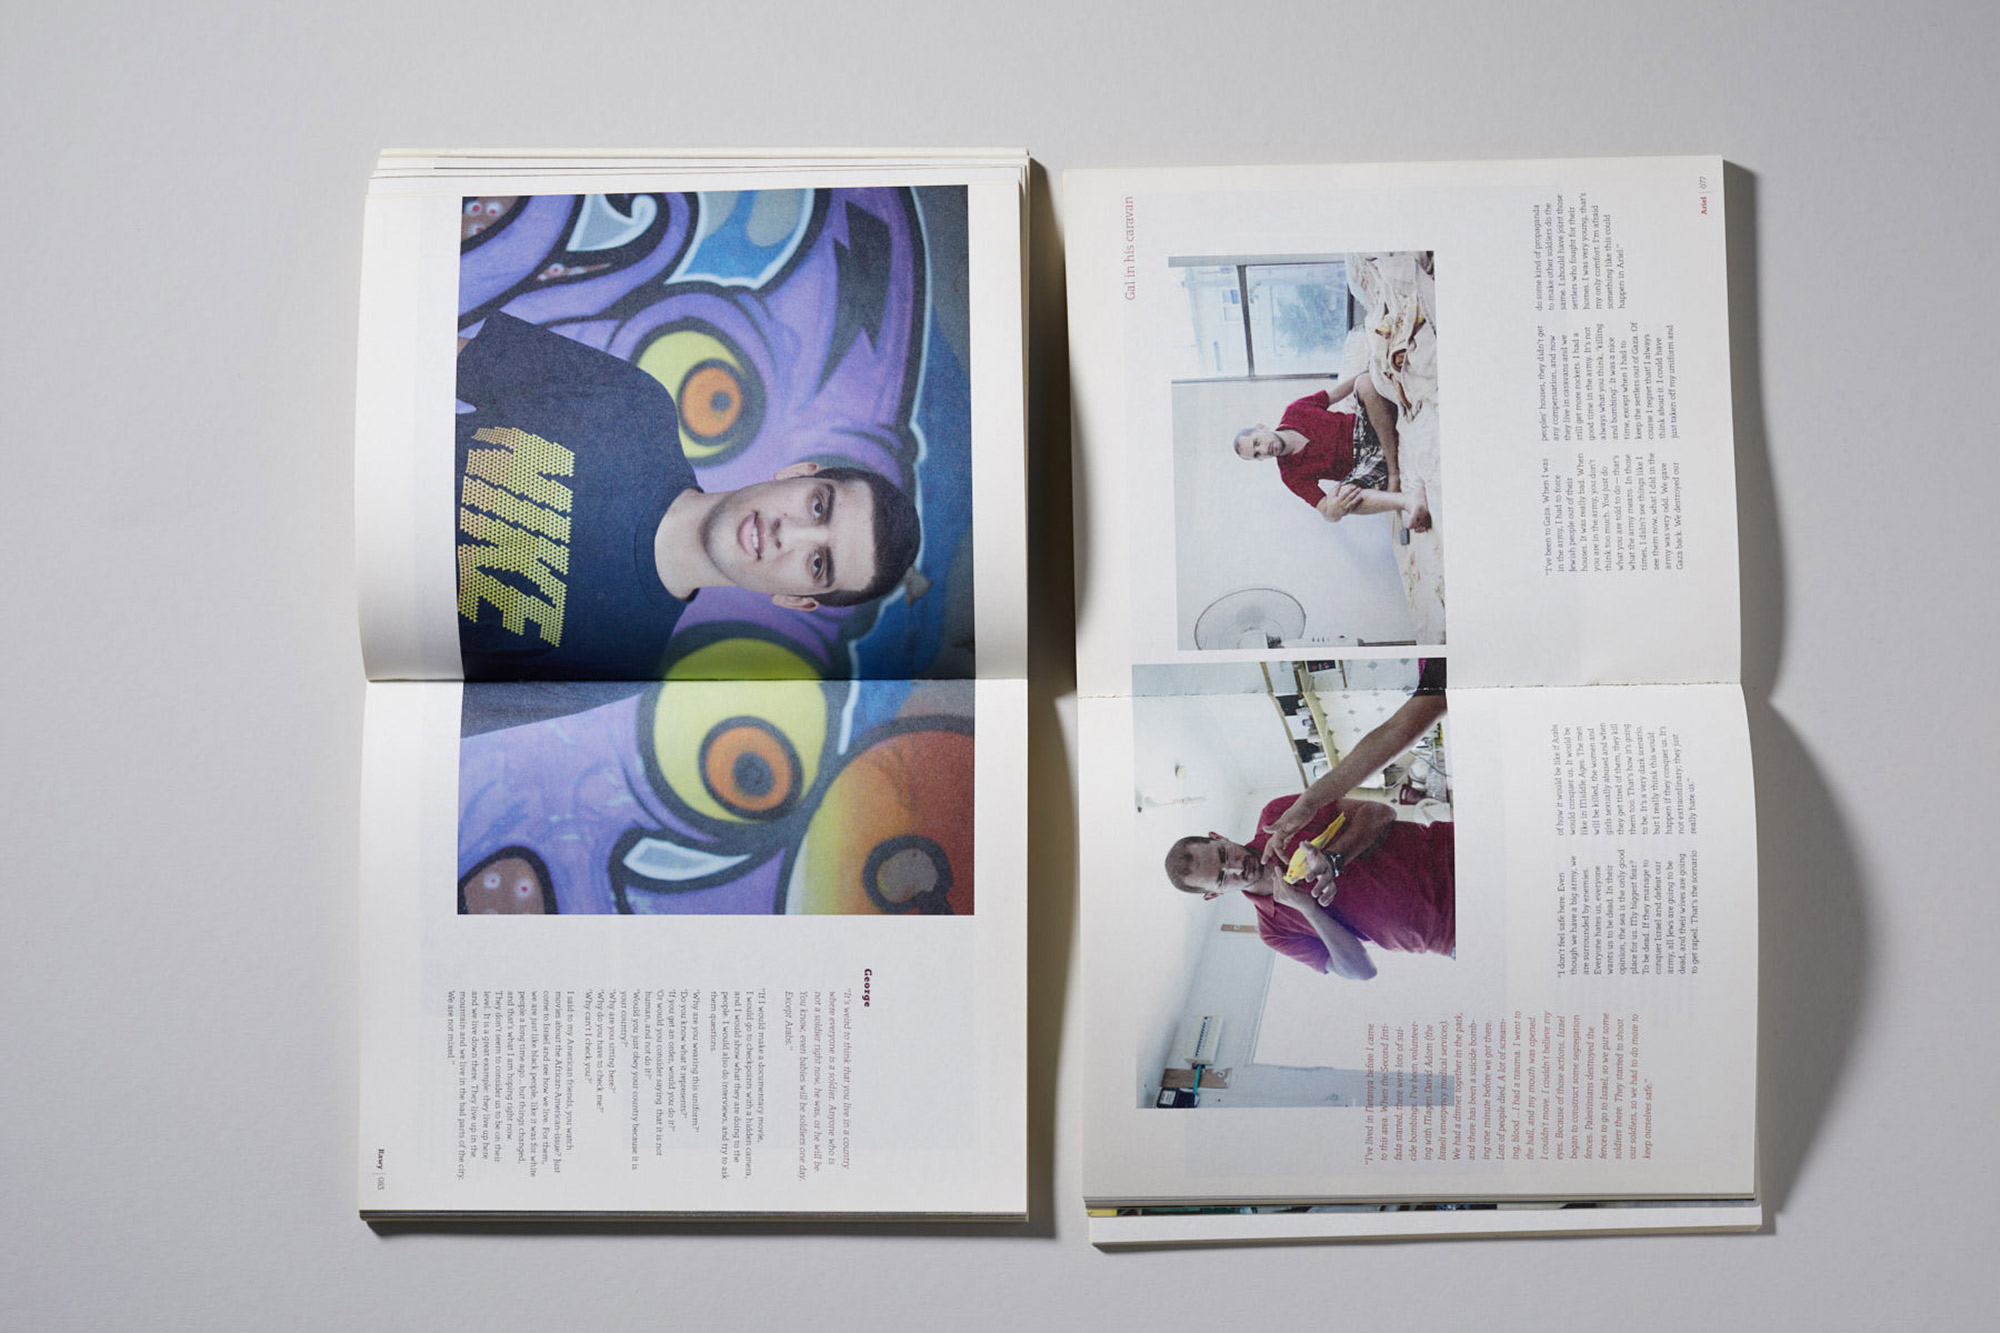 NIKE
George
"It's weird to think that you live in a country
where everyone is a soldier. Anyone who is
not a soldier right now, he was, or he will be.
You know, even babies will be soldiers one day.
Except Arabs."
"If I would make a documentary movie,
I would go to checkpoints with a hidden camera,
and I would show what they are doing to the
people. I would also do interviews, and try to ask
them questions.
'Why are you wearing this uniform?'
'Do you know what it represents?'
'If you get an order, would you do it?'
'Or would you consider saying that it is not
human, and not do it?'
'Would you just obey your country because it is
your country?'
'Why are you sitting here?'
'Why do you have to check me?'
'Why can't I check you?'
I said to my American friends, you watch
movies about the African-American-issue? Just
come to Israel and see how we live. For them,
we are just like black people, like it was for white
people a long time ago – but things changed,
and that's what I am hoping right now.
They don't seem to consider us to be on their
level. It is a great example: they live up here
and we live down there. They live up in the
mountain and we live in the bad parts of the city.
We are not mixed."
Rawy | 083
Gal in his caravan
"I've been to Gaza. When I was
in the army, I had to force
Jewish people out of their
houses. It was really bad. When
you are in the army, you don't
think too much. You just do
what you are told to do – that's
what the army means. In those
times, I didn't see things like I
see them now, what I did in the
army was very odd. We gave
Gaza back. We destroyed our
peoples' houses, they didn't get
any compensation, and now
they live in caravans and we
still get more rockets. I had a
good time in the army. It's not
always what you think, 'killing
and bombing'. It was a nice
time, except when I had to
keep the settlers out of Gaza. Of
course I regret that! I always
think about it. I could have
just taken off my uniform and
do some kind of propaganda
to make other soldiers do the
same. I should have joint those
settlers who fought for their
homes. I was very young, that's
my only comfort. I'm afraid
something like this could
happen in Ariel."
Ariel | 077
"I've lived in Netanya before I came
to this area. When the Second Inti-
fada started, there were lots of sui-
cide bombings. I've been volunteer-
ing with Magen David Adom (the
Israeli emergency medical services).
We had a dinner together in the park,
and there has been a suicide bomb-
ing one minute before we got there.
Lots of people died. A lot of scream-
ing, blood ... I had a trauma. I went to
the hall, and my mouth was opened.
I couldn't move. I couldn't believe my
eyes. Because of those actions, Israel
began to construct some segregation
fences. Palestinians destroyed the
fences to go to Israel, so we put some
soldiers there. They started to shoot
our soldiers, so we had to do more to
keep ourselves safe."
"I don't feel safe here. Even
though we have a big army, we
are surrounded by enemies.
Everyone hates us, everyone
wants us to be dead. In their
opinion, the sea is the only good
place for us. My biggest fear?
To be dead. If they manage to
conquer Israel and defeat our
army, all Jews are going to be
dead, and their wives are going
to get raped. That's the scenario
of how it would be like if Arabs
would conquer us. It would be
like in Middle Ages. The men
will be killed, the women and
girls sexually abused and when
they get tired of them, they kill
them too. That's how it's going
to be. It's a very dark scenario,
but I really think this would
happen if they conquer us. It's
not extraordinary; they just
really hate us."